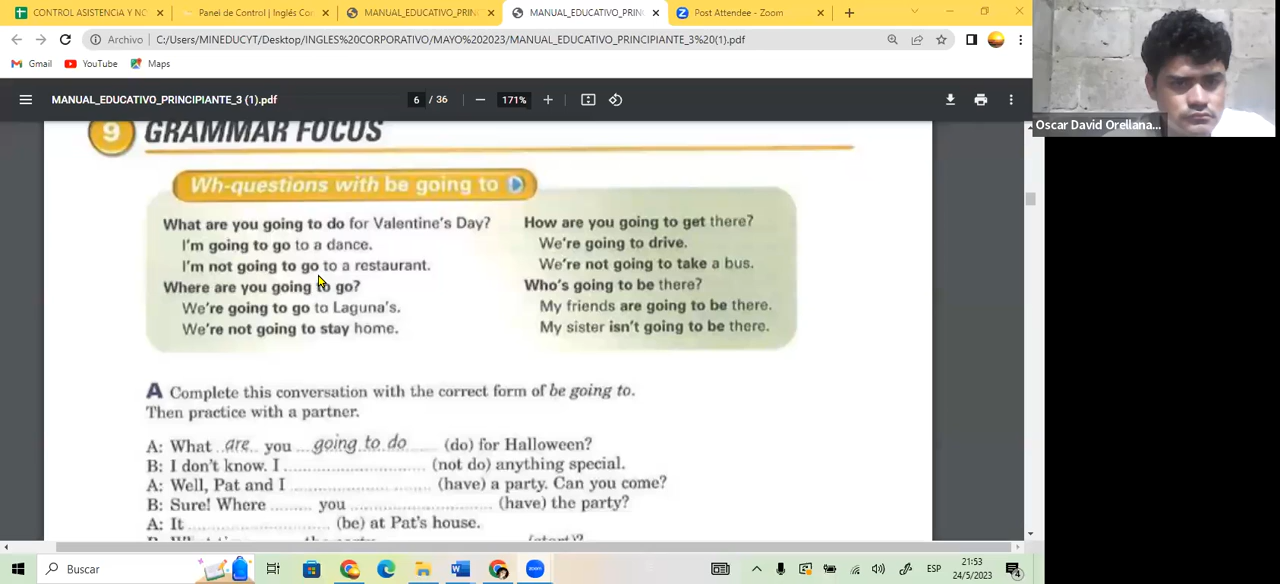 CONTROL ASISTENCIA Y NO
Panel de Control | Inglés Cor
MANUAL_EDUCATIVO_PRIN
MANUAL_EDUCATIVO_PRIN
Post Attendee - Zoom
Archivo
C:/Users/MINEDUCYT/Desktop/INGLES%20CORPORATIVO/MAYO%202023/MANUAL_EDUCATIVO_PRINCIPIANTE_3%20(1).pdf
Gmail
YouTube
Maps
MANUAL_EDUCATIVO_PRINCIPIANTE_3 (1).pdf
6 / 36
171%
Oscar David Orellana...
9 GRAMMAR FOCUS
Wh-questions with be going to
What are you going to do for Valentine's Day?
I'm going to go to a dance.
I'm not going to go to a restaurant.
Where are you going to go?
We're going to go to Laguna's.
We're not going to stay home.
How are you going to get there?
We're going to drive.
We're not going to take a bus.
Who's going to be there?
My friends are going to be there.
My sister isn't going to be there.
A Complete this conversation with the correct form of be going to.
Then practice with a partner.
A: What are you going to do (do) for Halloween?
B: I don't know. I ........................ (not do) anything special.
A: Well, Pat and I ........................ (have) a party. Can you come?
B: Sure! Where ........ you ........................ (have) the party?
A: It ........................ (be) at Pat's house.
Buscar
ESP
21:53
24/5/2023
4